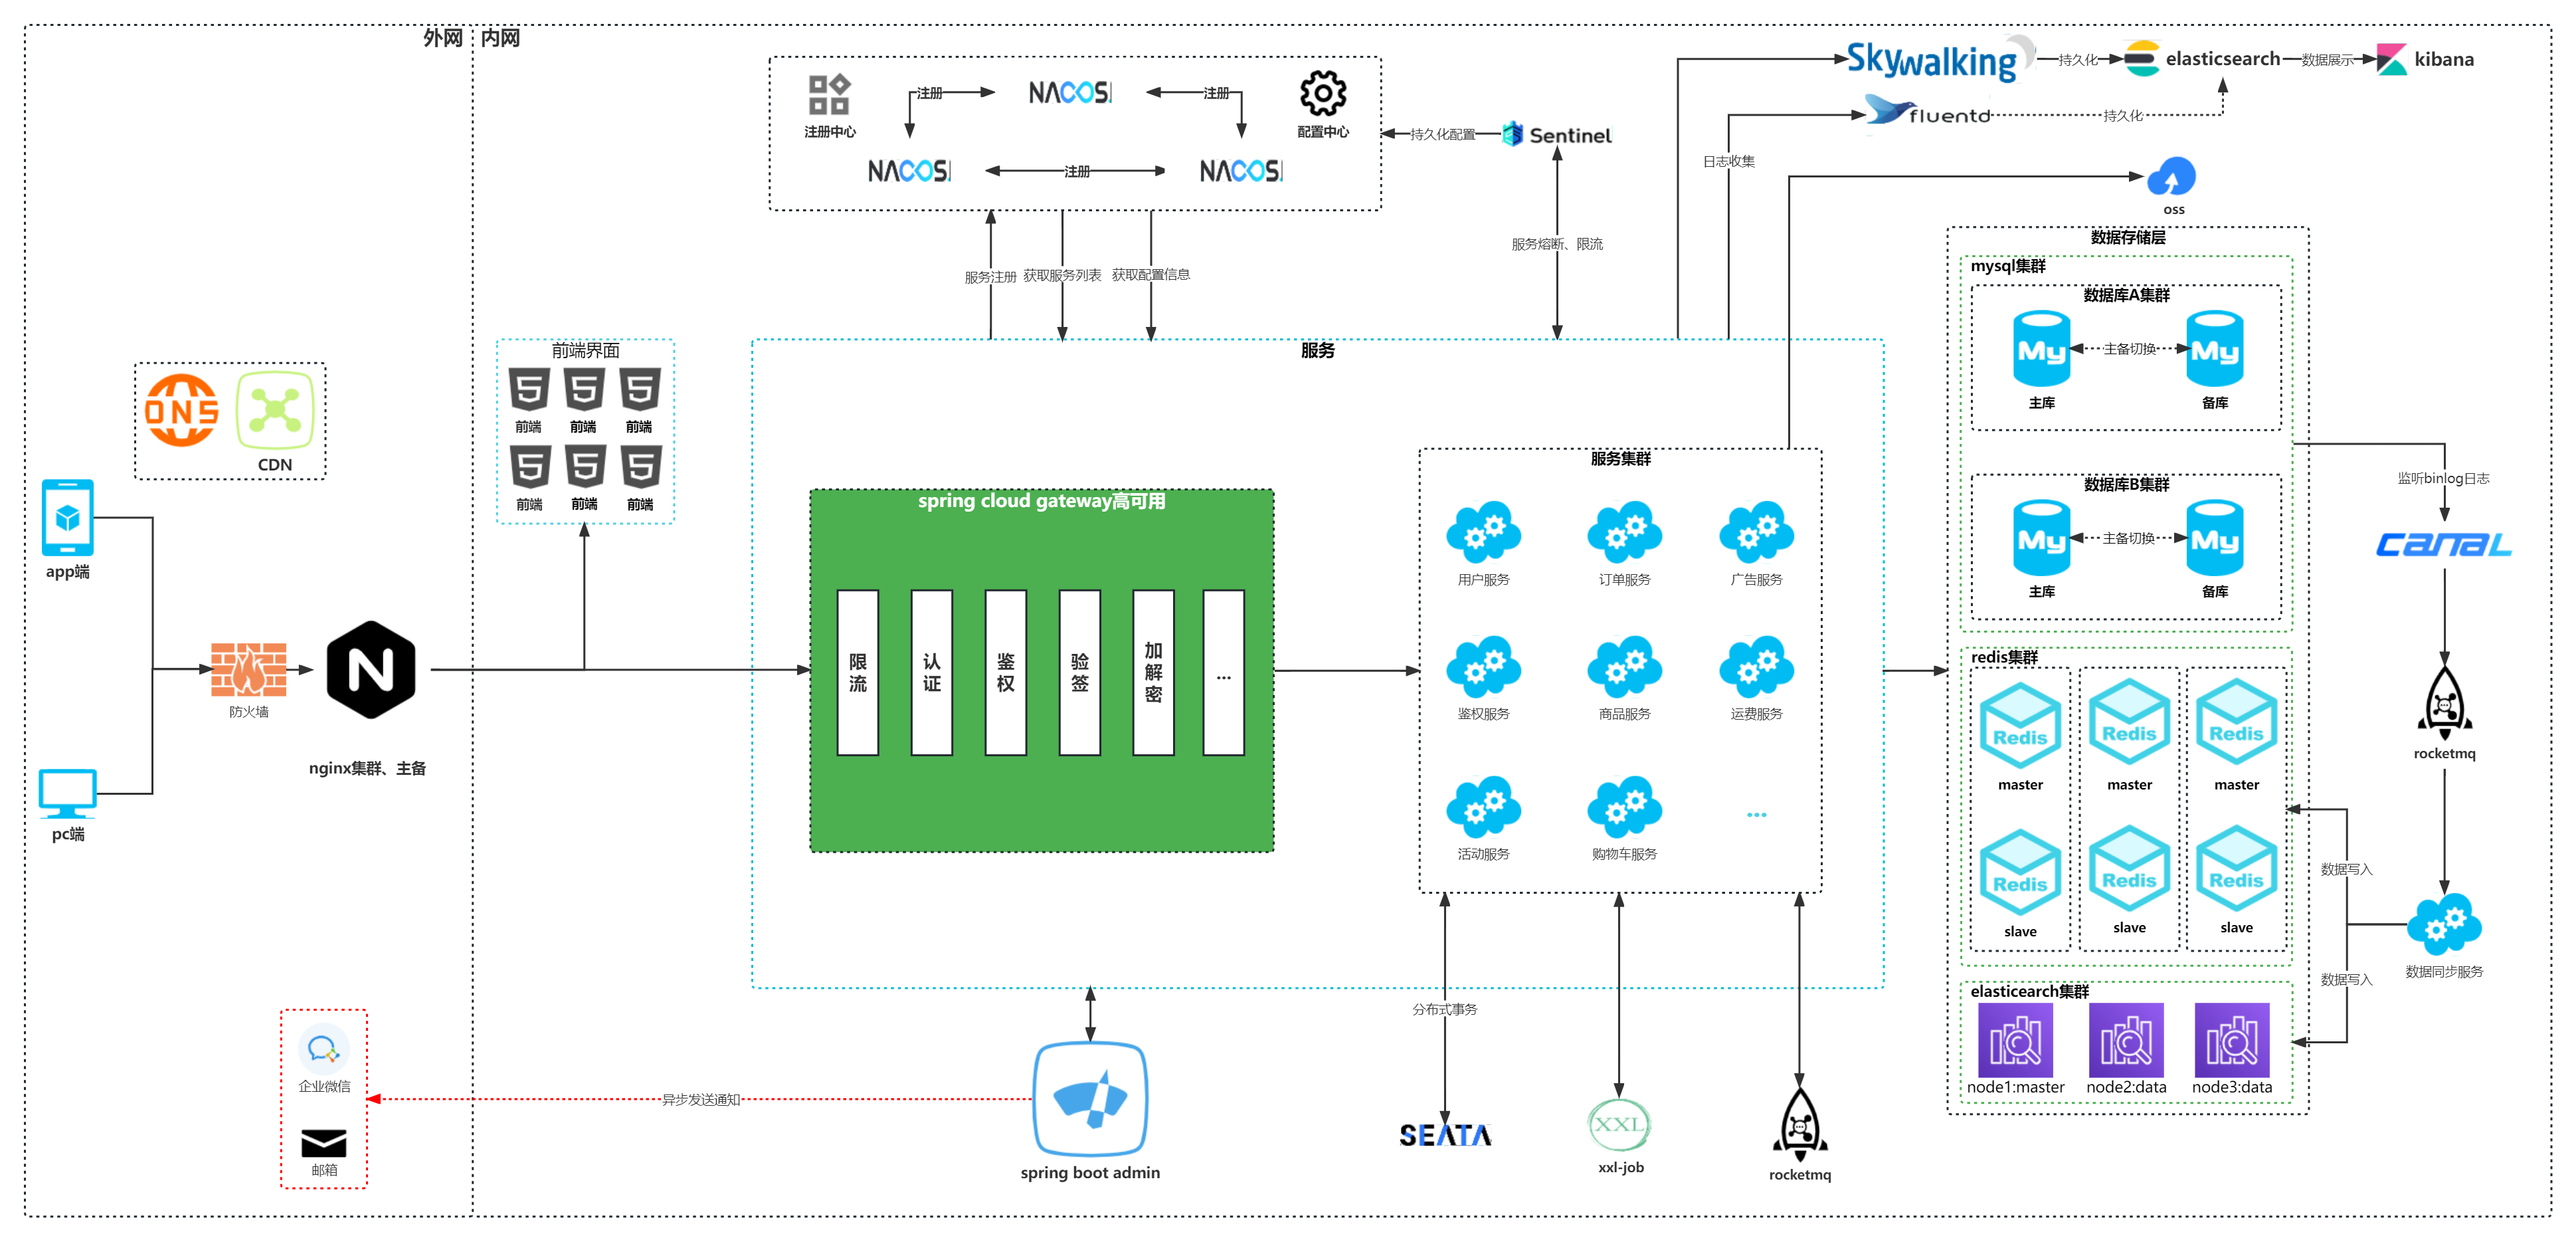 外网
内网
注册中心
注册
NACOS.
注册
配置中心
NACOS.
注册
NACOS.
持久化配置
Sentinel
Skywalking
持久化
elasticsearch
数据展示
kibana
fluentd
持久化
日志收集
oss
服务注册
获取服务列表
获取配置信息
服务熔断、限流
DNS
CDN
app端
pc端
防火墙
nginx集群、主备
前端界面
前端
前端
前端
前端
前端
前端
服务
spring cloud gateway高可用
限流
认证
鉴权
验签
加解密
...
服务集群
用户服务
订单服务
广告服务
鉴权服务
商品服务
运费服务
活动服务
购物车服务
...
数据存储层
mysql集群
数据库A集群
My
主备切换
My
主库
备库
数据库B集群
My
主备切换
My
主库
备库
redis集群
Redis
Redis
Redis
master
master
master
Redis
Redis
Redis
slave
slave
slave
elasticearch集群
node1:master
node2:data
node3:data
监听binlog日志
CANAL
rocketmq
数据写入
数据同步服务
数据写入
分布式事务
SEATA
XXL
xxl-job
rocketmq
spring boot admin
异步发送通知
企业微信
邮箱